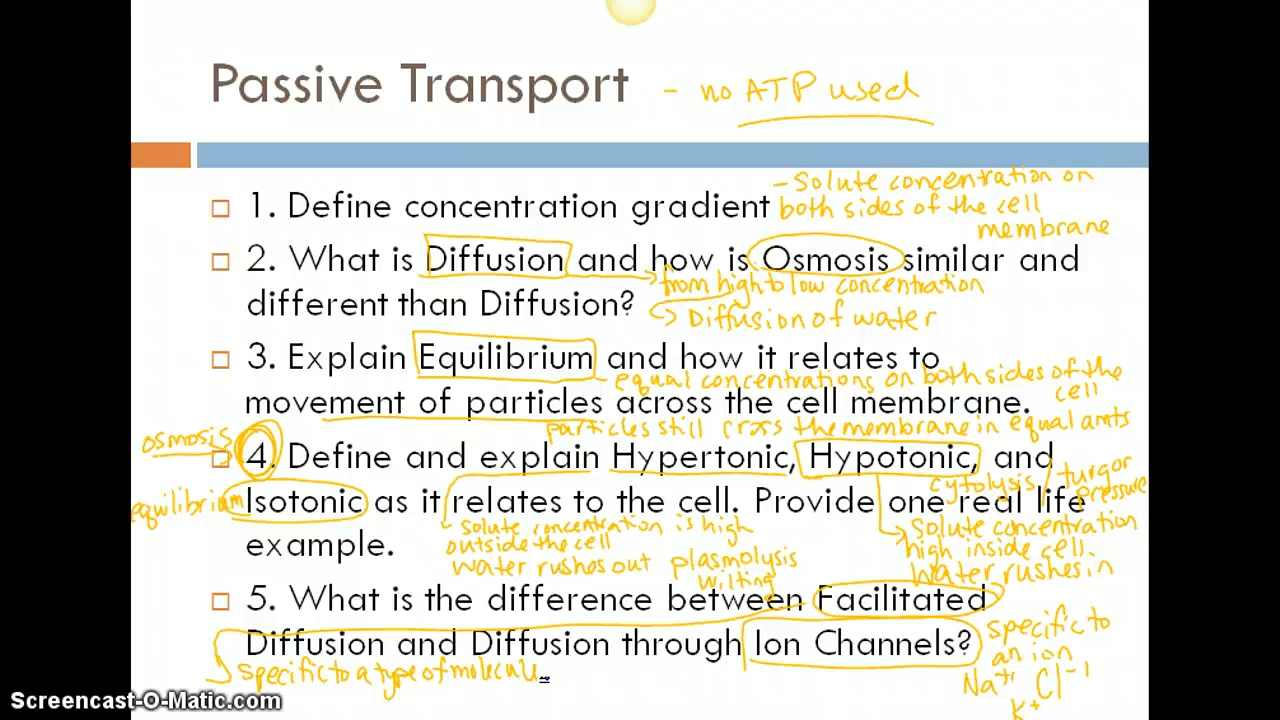 Passive Transport - no ATP used
1. Define concentration gradient - Solute concentration on
both sides of the cell
membrane
2. What is Diffusion and how is Osmosis similar and
from high to low concentration
different than Diffusion?
Diffusion of water
3. Explain Equilibrium and how it relates to
- equal concentrations on both sides of the
cell
movement of particles across the cell membrane.
particles still cross the membrane in equal amts
osmosis
4. Define and explain Hypertonic, Hypotonic, and
cytolysis turgor
pressure
equilibrium Isotonic as it relates to the cell. Provide one real life
Solute concentration is high
outside the cell
water rushes out plasmolysis
wilting
Solute concentration
high inside cell.
Water rushes in
example.
5. What is the difference between Facilitated
Diffusion and Diffusion through Ion Channels?
specific to
an ion
Na+ Cl-1
K+
specific to a type of molecule
Screencast-O-Matic.com